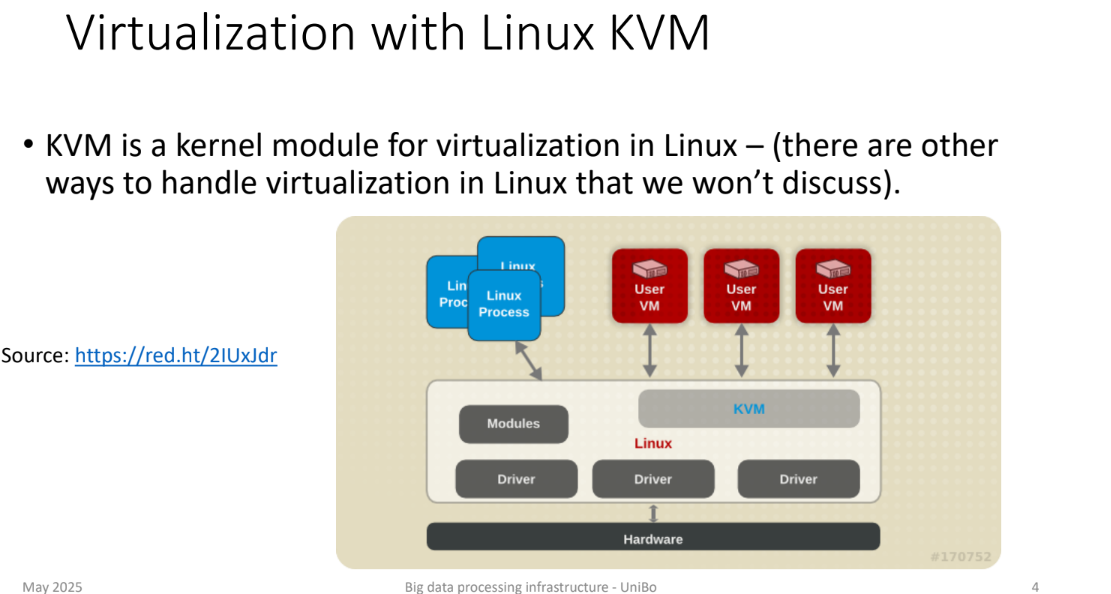 Virtualization with Linux KVM
• KVM is a kernel module for virtualization in Linux – (there are other
ways to handle virtualization in Linux that we won’t discuss).
Source: https://red.ht/2IUxJdr
Linux
Lin
Proc
s
Linux
Process
User
VM
User
VM
User
VM
KVM
Modules
Linux
Driver
Driver
Driver
Hardware
#170752
May 2025
Big data processing infrastructure - UniBo
4